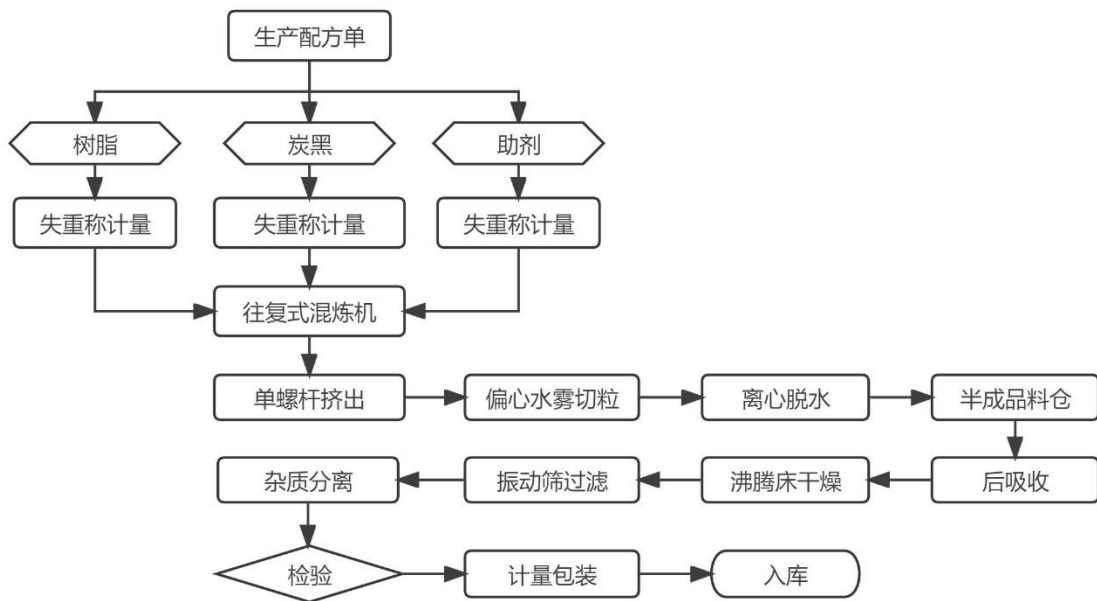 生产配方单
树脂
炭黑
助剂
失重称计量
失重称计量
失重称计量
往复式混炼机
单螺杆挤出
偏心水雾切粒
离心脱水
半成品料仓
杂质分离
振动筛过滤
沸腾床干燥
后吸收
检验
计量包装
入库